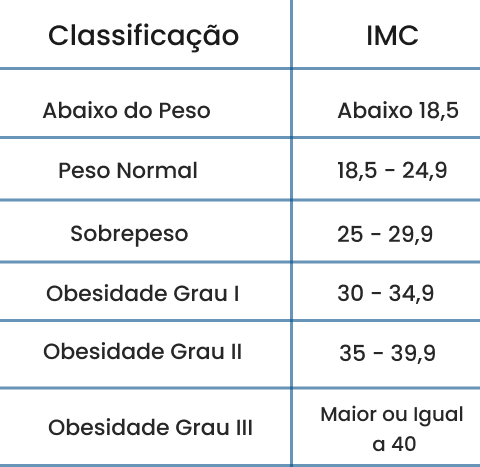 Classificação IMC
Abaixo do Peso Abaixo 18,5
Peso Normal 18,5 - 24,9
Sobrepeso 25 - 29,9
Obesidade Grau I 30 - 34,9
Obesidade Grau II 35 - 39,9
Obesidade Grau III Maior ou Igual
a 40